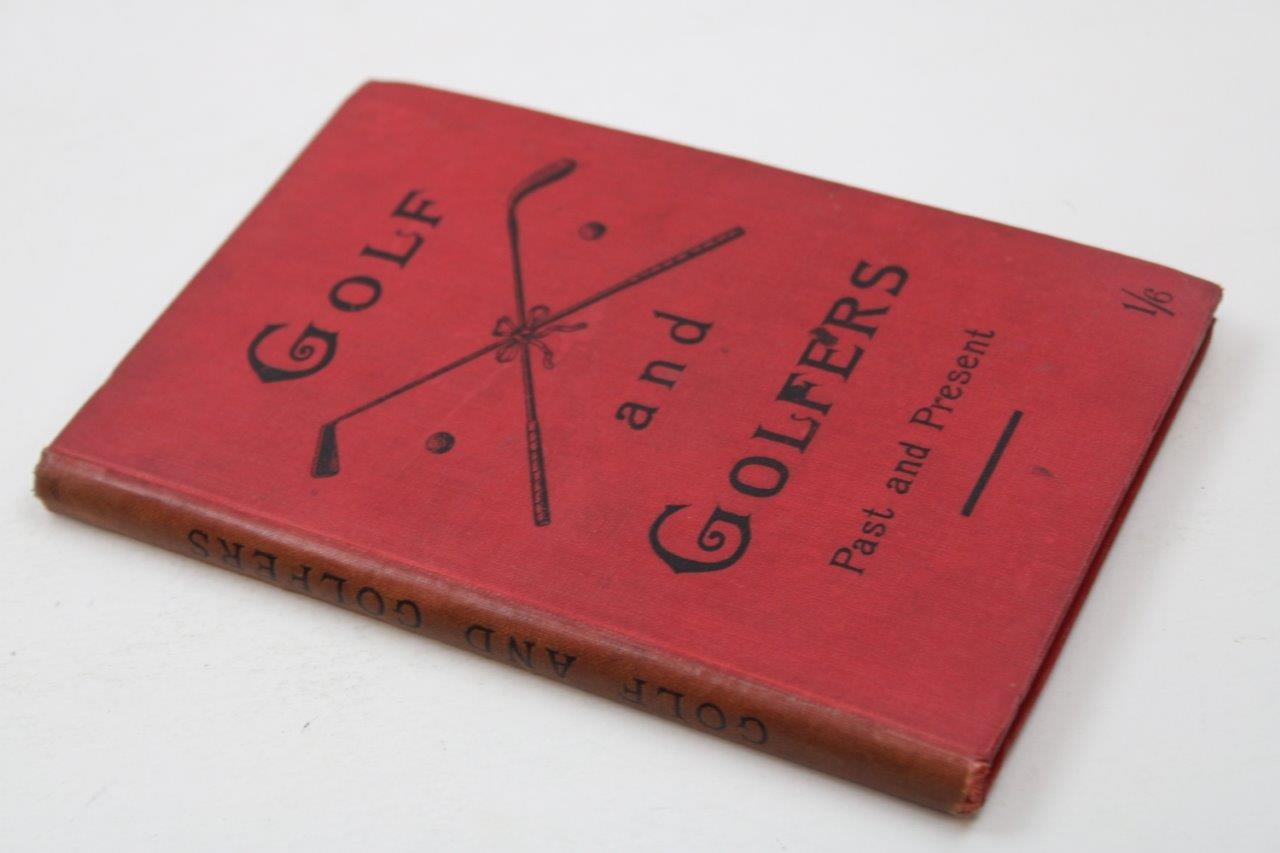 GOLF
and
GOLFERS
Past and Present
1/6
GOLF AND GOLFERS